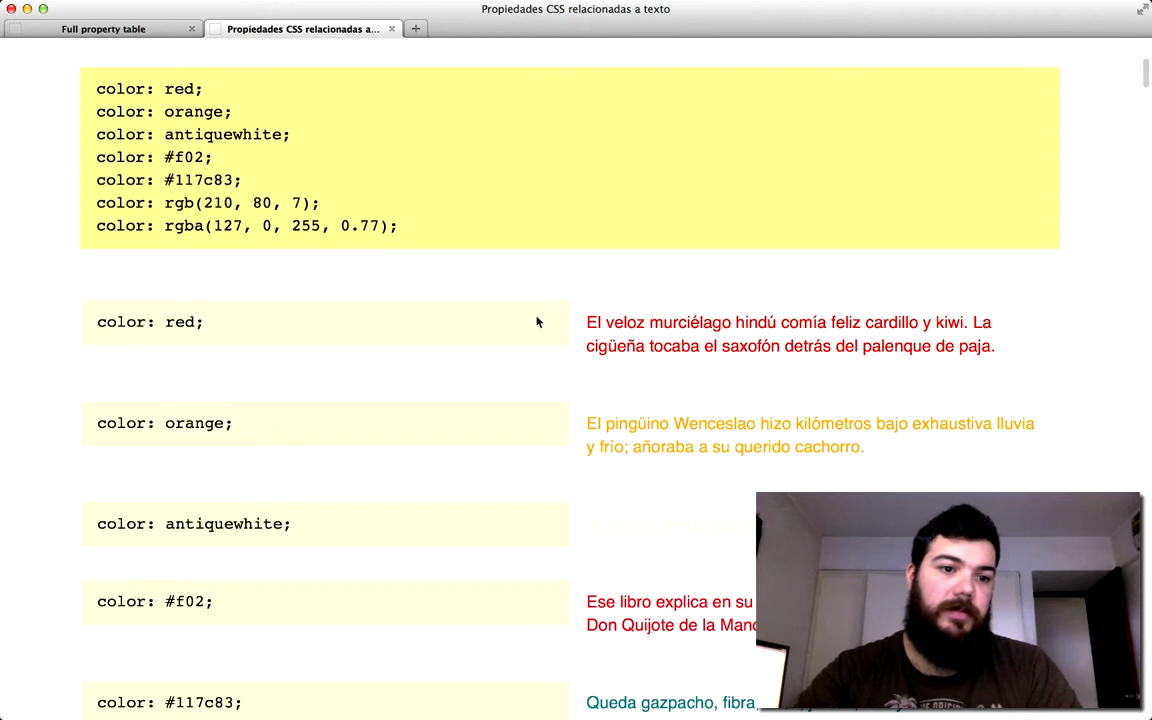 Propiedades CSS relacionadas a texto
Full property table
Propiedades CSS relacionadas a...
color: red;
color: orange;
color: antiquewhite;
color: #f02;
color: #117c83;
color: rgb(210, 80, 7);
color: rgba(127, 0, 255, 0.77);
color: red;
El veloz murciélago hindú comía feliz cardillo y kiwi. La
cigüeña tocaba el saxofón detrás del palenque de paja.
color: orange;
El pingüino Wenceslao hizo kilómetros bajo exhaustiva lluvia
y frío; añoraba a su querido cachorro.
color: antiquewhite;
color: #f02;
Ese libro explica en su
Don Quijote de la
color: #117c83;
Queda gazpacho, fibra,